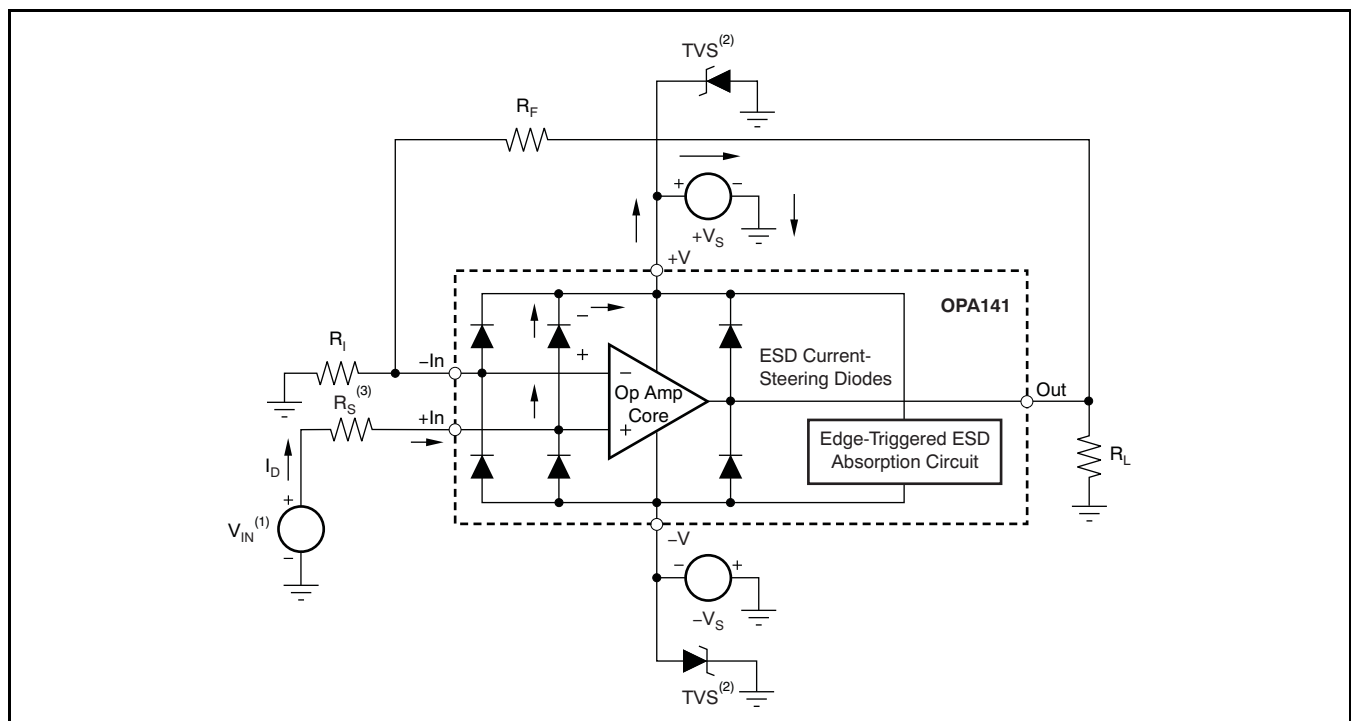 TVS(2)
RF
+ −
+VS
+V
OPA141
−
+
RI
−In
RS(3)
+In
−
+
Op Amp
Core
ESD Current-
Steering Diodes
Out
Edge-Triggered ESD
Absorption Circuit
RL
ID
+
VIN(1)
−
−V
− +
−VS
TVS(2)